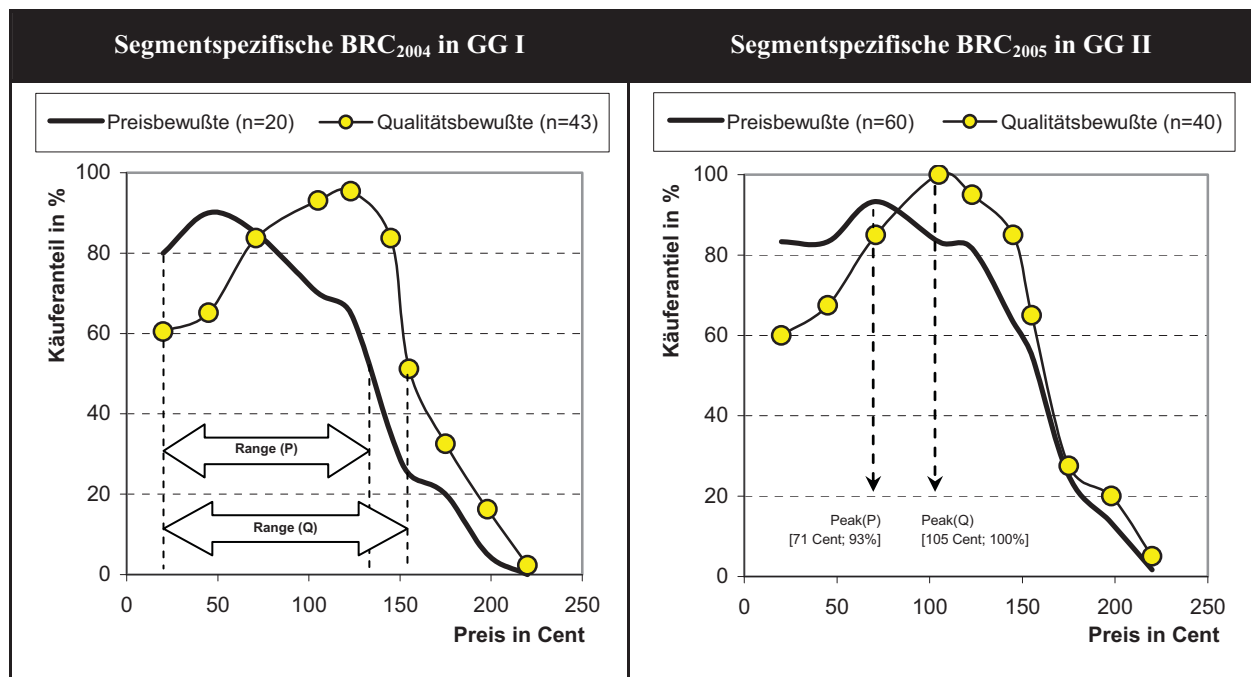 Segmentspezifische BRC2004 in GG I
Preisbewußte (n=20) Qualitätsbewußte (n=43)
Käuferanteil in %
100
80
60
40
20
0
Range (P)
Range (Q)
0 50 100 150 200 250
Preis in Cent
Segmentspezifische BRC2005 in GG II
Preisbewußte (n=60) Qualitätsbewußte (n=40)
Käuferantiel in %
100
80
60
40
20
0
Peak(P)
[71 Cent; 93%]
Peak(Q)
[105 Cent; 100%]
0 50 100 150 200 250
Preis in Cent